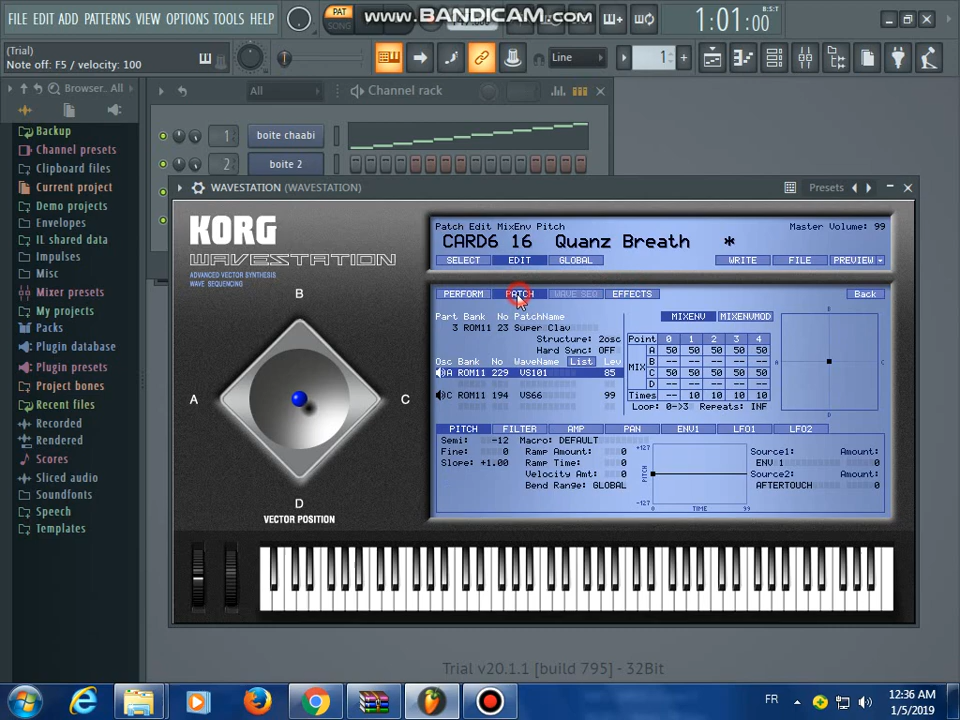 FILE EDIT ADD PATTERNS VIEW OPTIONS TOOLS HELP
PAT
SONG
WWW.BANDICAM.COM
1:01:00
B:S:T
(Trial)
Note off: F5 / velocity: 100
Line
1
Browser.. All
All
Channel rack
Backup
Channel presets
Clipboard files
Current project
Demo projects
Envelopes
IL shared data
Impulses
Misc
Mixer presets
My projects
Packs
Plugin database
Plugin presets
Project bones
Recent files
Recorded
Rendered
Scores
Sliced audio
Soundfonts
Speech
Templates
1 boite chaabi
2 boite 2
WAVESTATION (WAVESTATION)
Presets
KORG
WAVESTATION
ADVANCED VECTOR SYNTHESIS
WAVE SEQUENCING
B
A
C
D
VECTOR POSITION
Patch Edit MixEnv Pitch Master Volume: 99
CARD6 16 Quanz Breath *
SELECT EDIT GLOBAL WRITE FILE PREVIEW
PERFORM PATCH WAVE SEQ EFFECTS Back
Part Bank No PatchName
3 ROM11 23 Super Clav
Structure: 2osc
Hard Sync: OFF
Osc Bank No WaveName List Lev
A ROM11 229 VS101 85
C ROM11 194 VS66 99
MIXENV MIXENVMOD
Point 0 1 2 3 4
MIX
A 50 50 50 50 50
B -- -- -- -- --
C 50 50 50 50 50
D -- -- -- -- --
Times -- 10 10 10 10
Loop: 0->3 Repeats: INF
B
A
C
D
PITCH FILTER AMP PAN ENV1 LFO1 LFO2
Semi: -12 Macro: DEFAULT
Fine: 0 Ramp Amount: 0
Slope: +1.00 Ramp Time: 0
Velocity Amt: 0
Bend Range: GLOBAL
+127
PITCH
-127
0 TIME 99
Source1: Amount:
ENV 1 0
Source2: Amount:
AFTERTOUCH 0
Trial v20.1.1 [build 795] - 32Bit
FR
12:36 AM
1/5/2019